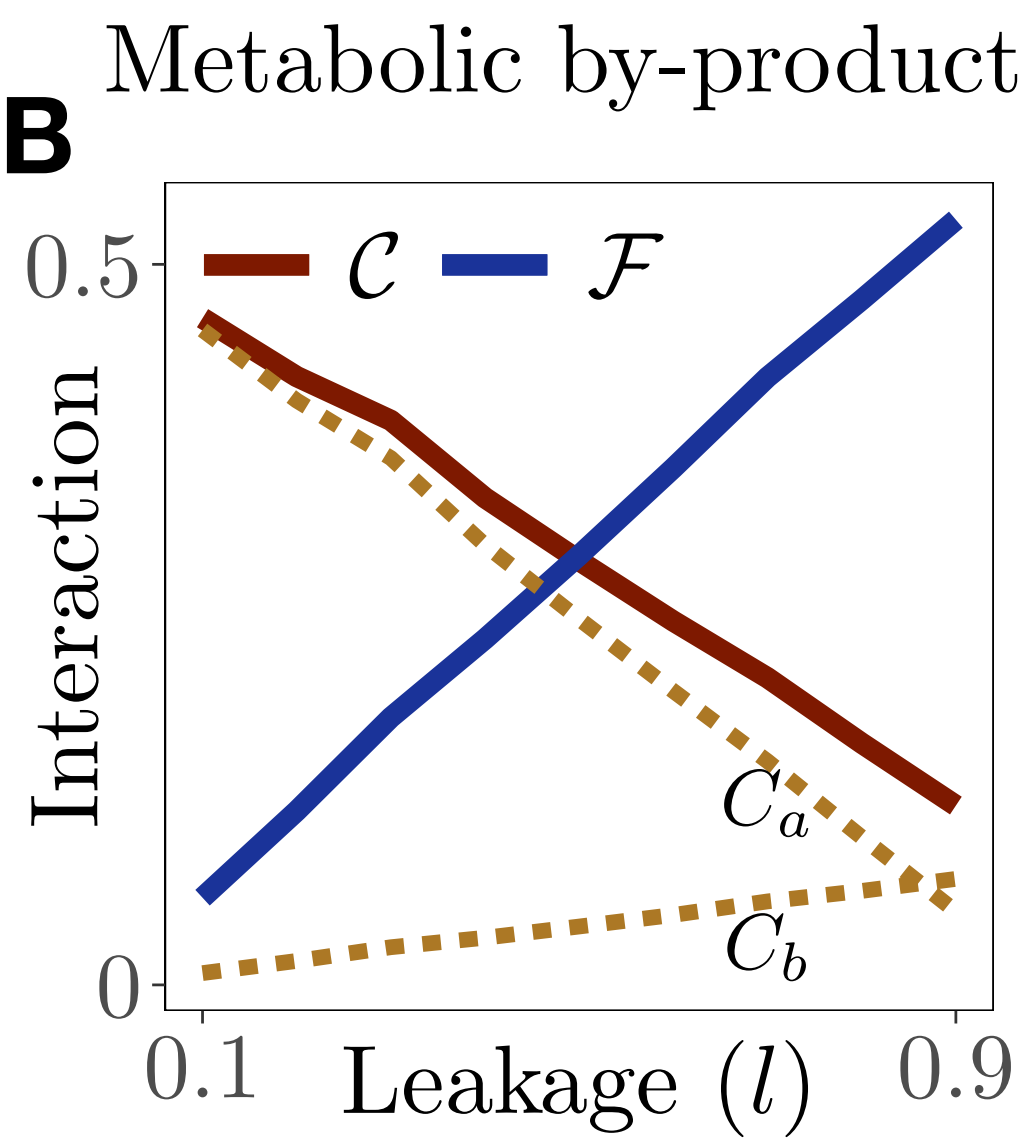 Metabolic by-product
B
0.5
𝒞
ℱ
Interaction
C_a
C_b
0
0.1
Leakage (l)
0.9